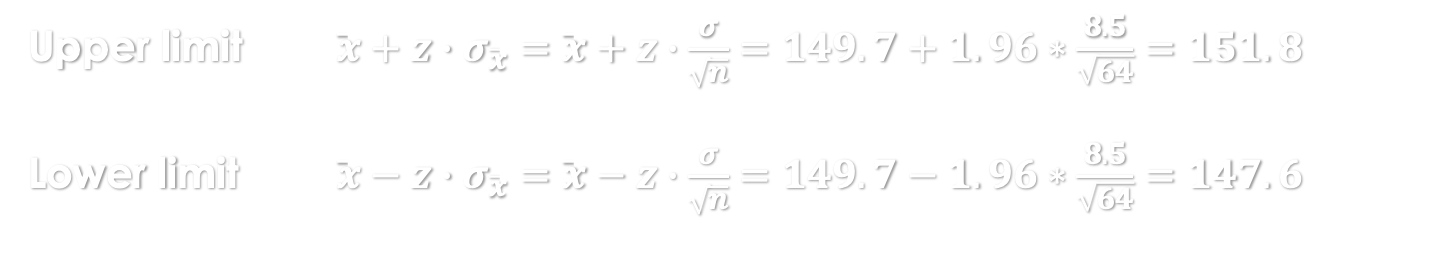 Upper limit x̄ + z · σx̄ = x̄ + z · σ/√n = 149.7 + 1.96 * 8.5/√64 = 151.8
Lower limit x̄ − z · σx̄ = x̄ − z · σ/√n = 149.7 − 1.96 * 8.5/√64 = 147.6